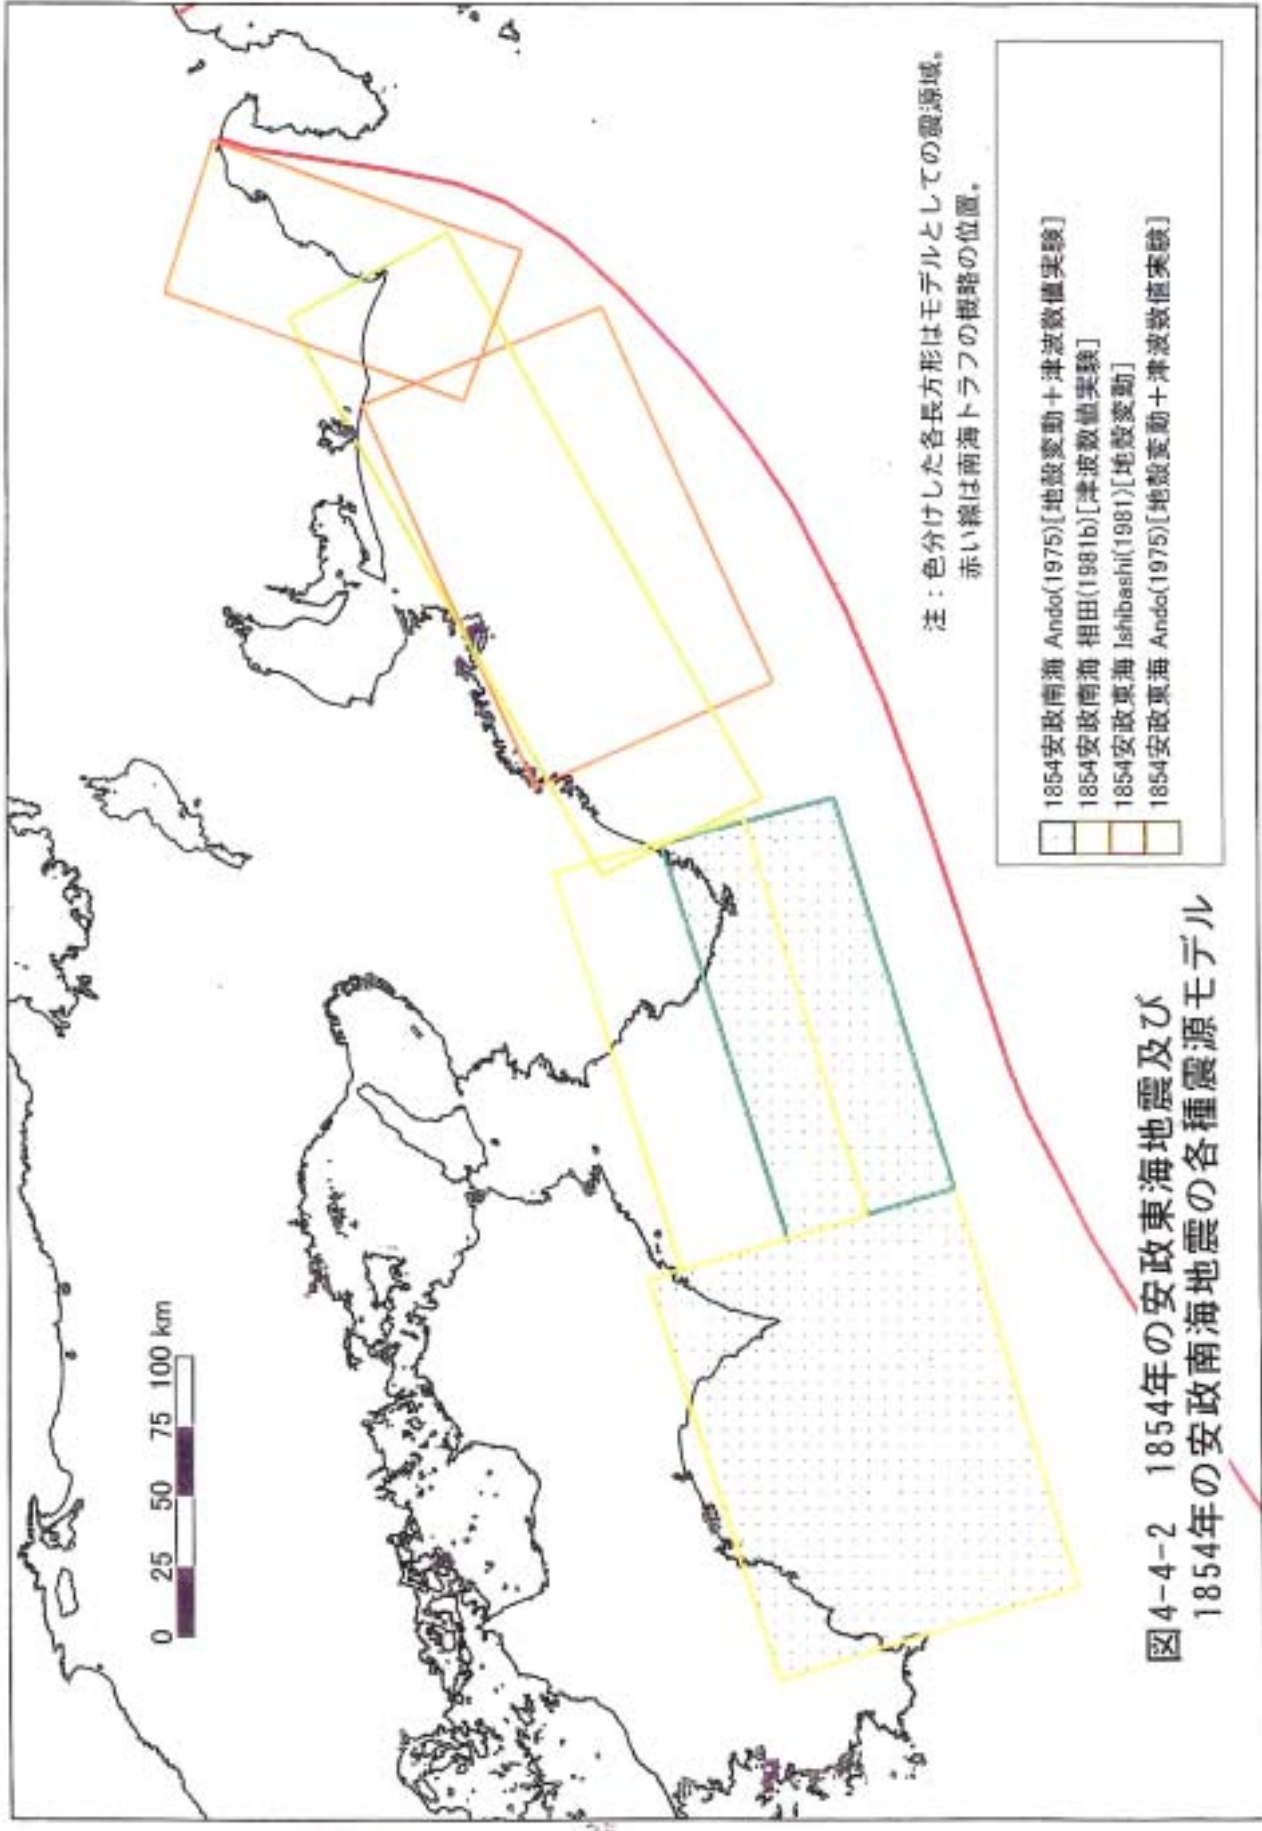 0 25 50 75 100 km
注：色分けした各長方形はモデルとしての震源域。
赤い線は南海トラフの概略の位置。
1854安政南海 Ando(1975)[地殻変動＋津波数値実験]
1854安政南海 相田(1981b)[津波数値実験]
1854安政東海 Ishibashi(1981)[地殻変動]
1854安政東海 Ando(1975)[地殻変動＋津波数値実験]
図4-4-2 1854年の安政東海地震及び
1854年の安政南海地震の各種震源モデル